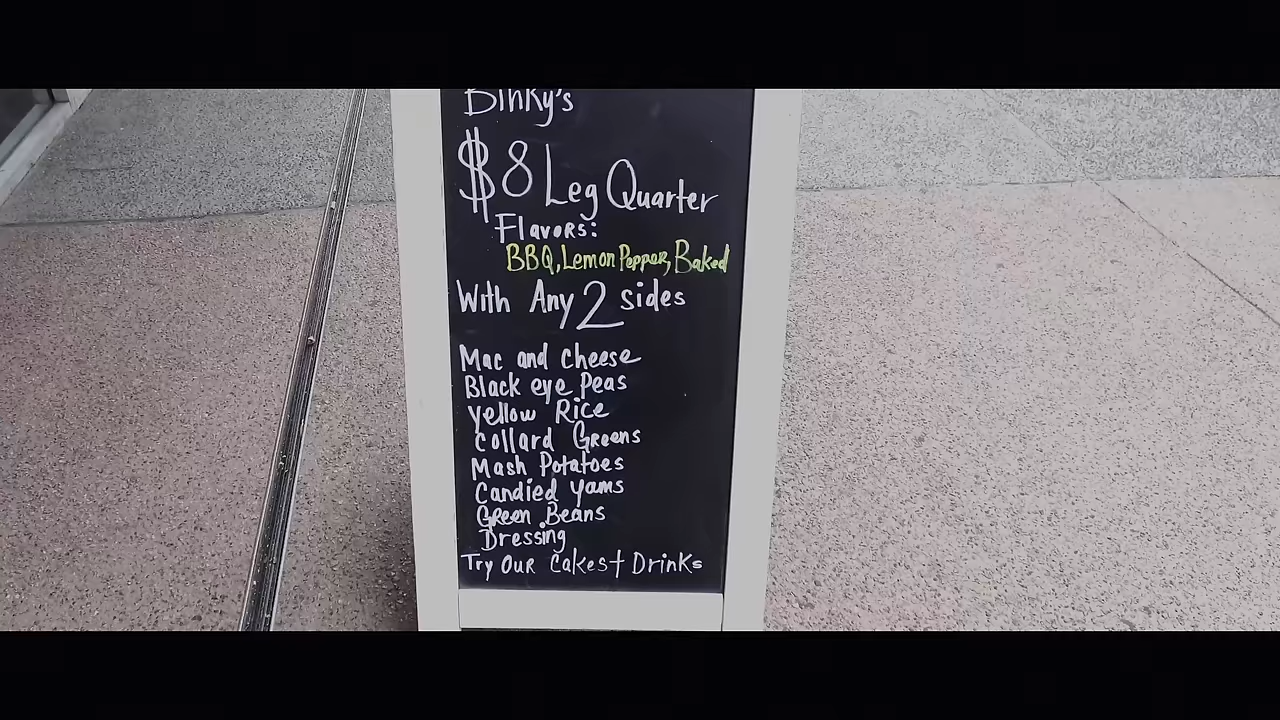 Binky's
$8 Leg Quarter
Flavors:
BBQ, Lemon Pepper, Baked
With Any 2 sides
Mac and cheese
Black eye Peas
Yellow Rice
collard Greens
Mash Potatoes
Candied Yams
Green Beans
Dressing
Try Our Cakes + Drinks